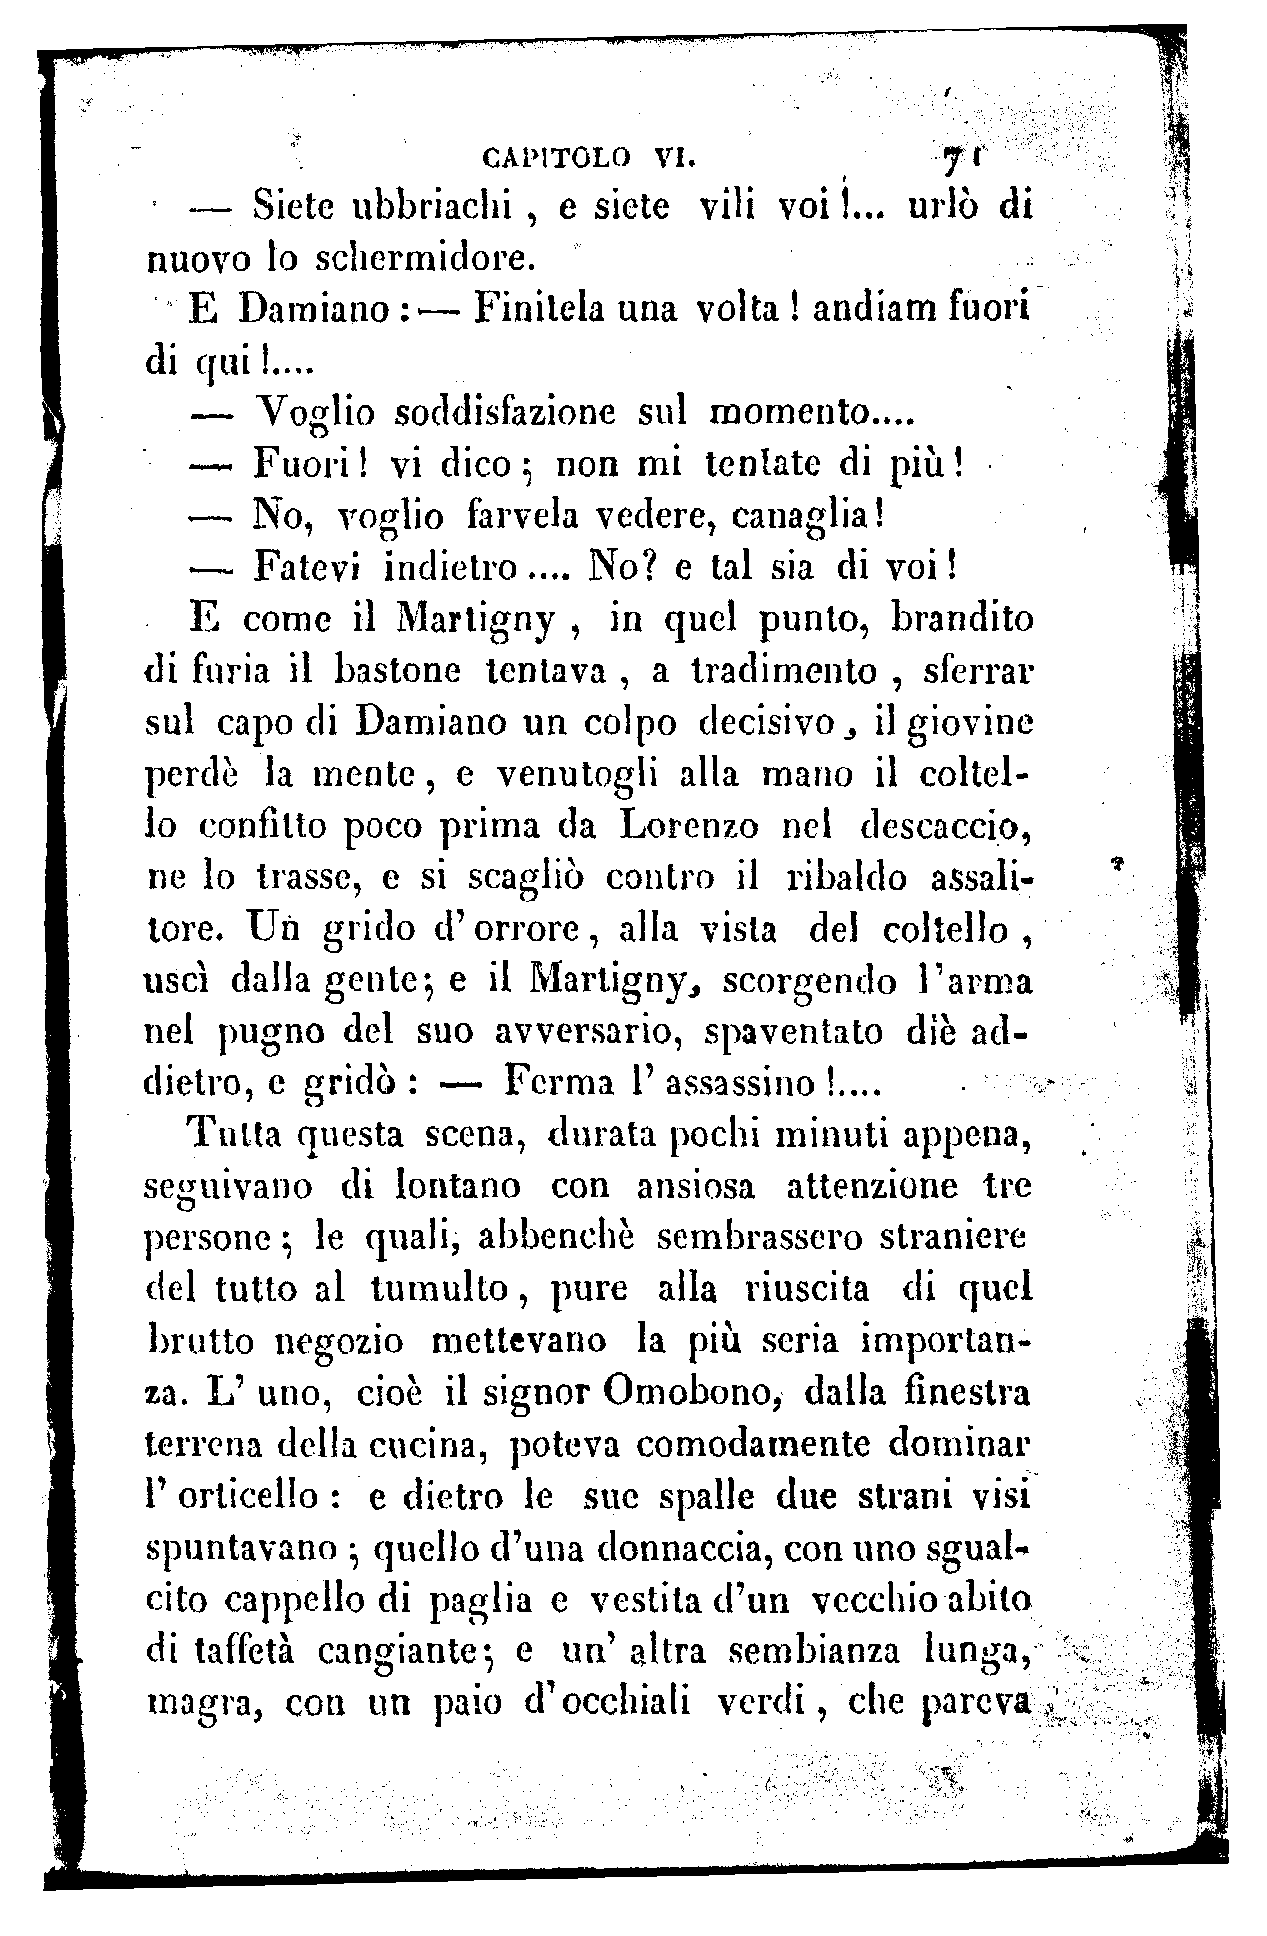 CAPITOLO VI. 71
— Siete ubbriachi, e siete vili voi!... urlò di
nuovo lo schermidore.
E Damiano: — Finitela una volta! andiam fuori
di qui!....
— Voglio soddisfazione sul momento....
— Fuori! vi dico; non mi tentate di più!
— No, voglio farvela vedere, canaglia!
— Fatevi indietro.... No? e tal sia di voi!
E come il Martigny, in quel punto, brandito
di furia il bastone tentava, a tradimento, sferrar
sul capo di Damiano un colpo decisivo, il giovine
perdè la mente, e venutogli alla mano il coltel-
lo confitto poco prima da Lorenzo nel descaccio,
ne lo trasse, e si scagliò contro il ribaldo assali-
tore. Un grido d' orrore, alla vista del coltello,
uscì dalla gente; e il Martigny, scorgendo l'arma
nel pugno del suo avversario, spaventato diè ad-
dietro, e gridò: — Ferma l' assassino!....
Tutta questa scena, durata pochi minuti appena,
seguivano di lontano con ansiosa attenzione tre
persone; le quali, abbenchè sembrassero straniere
del tutto al tumulto, pure alla riuscita di quel
brutto negozio mettevano la più seria importan-
za. L' uno, cioè il signor Omobono, dalla finestra
terrena della cucina, poteva comodamente dominar
l' orticello: e dietro le sue spalle due strani visi
spuntavano; quello d'una donnaccia, con uno sgual-
cito cappello di paglia e vestita d'un vecchio abito
di taffetà cangiante; e un' altra sembianza lunga,
magra, con un paio d'occhiali verdi, che pareva